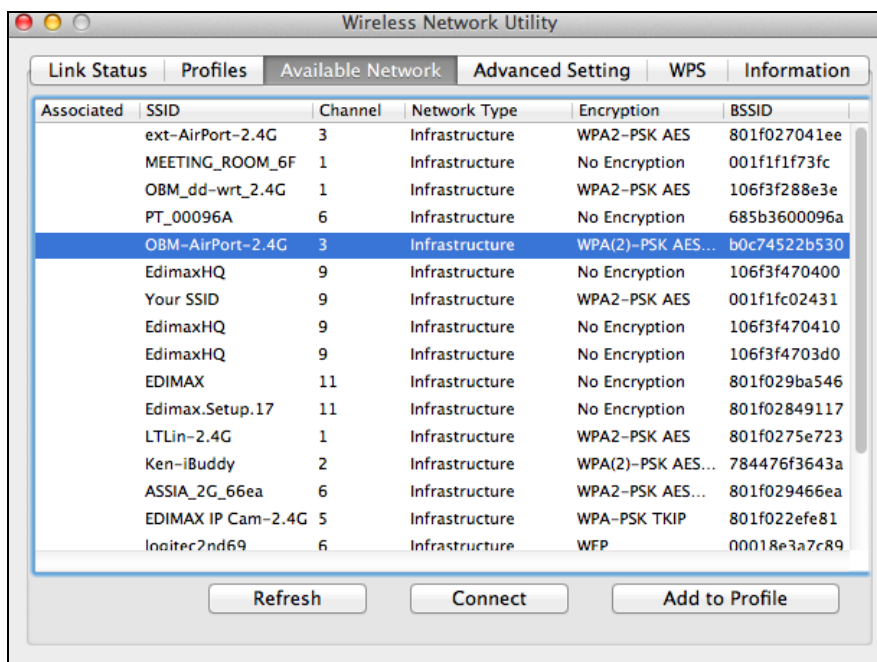 Wireless Network Utility
Link Status Profiles Available Network Advanced Setting WPS Information
Associated SSID Channel Network Type Encryption BSSID
ext-AirPort-2.4G 3 Infrastructure WPA2-PSK AES 801f027041ee
MEETING_ROOM_6F 1 Infrastructure No Encryption 001f1f1f73fc
OBM_dd-wrt_2.4G 1 Infrastructure WPA2-PSK AES 106f3f288e3e
PT_00096A 6 Infrastructure No Encryption 685b3600096a
OBM-AirPort-2.4G 3 Infrastructure WPA(2)-PSK AES... b0c74522b530
EdimaxHQ 9 Infrastructure No Encryption 106f3f470400
Your SSID 9 Infrastructure WPA2-PSK AES 001f1fc02431
EdimaxHQ 9 Infrastructure No Encryption 106f3f470410
EdimaxHQ 9 Infrastructure No Encryption 106f3f4703d0
EDIMAX 11 Infrastructure No Encryption 801f029ba546
Edimax.Setup.17 11 Infrastructure No Encryption 801f02849117
LTLin-2.4G 1 Infrastructure WPA2-PSK AES 801f0275e723
Ken-iBuddy 2 Infrastructure WPA(2)-PSK AES... 784476f3643a
ASSIA_2G_66ea 6 Infrastructure WPA2-PSK AES... 801f029466ea
EDIMAX IP Cam-2.4G 5 Infrastructure WPA-PSK TKIP 801f022efe81
logitec2nd69 6 Infrastructure WEP 00018e3a7c89
Refresh Connect Add to Profile